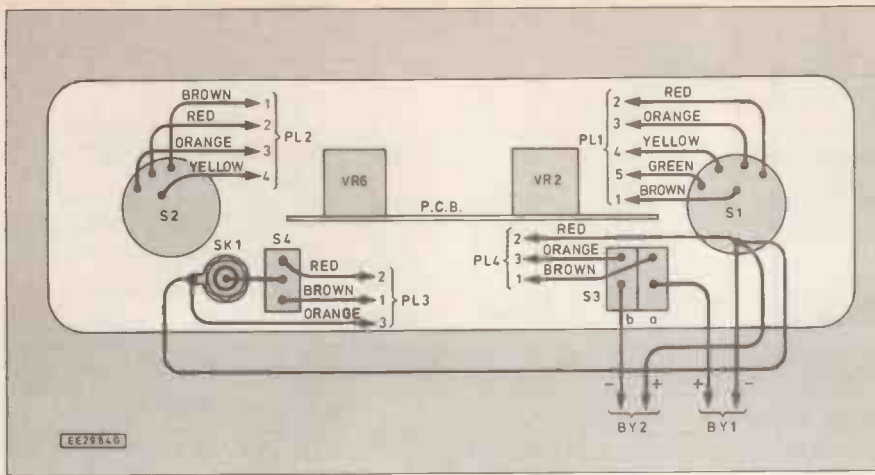 BROWN 1
RED 2
ORANGE 3
YELLOW 4
PL2
S2
VR6
VR2
P.C.B.
PL1
2 RED
3 ORANGE
4 YELLOW
5 GREEN
1 BROWN
S1
SK1
S4
RED 2
BROWN 1
ORANGE 3
PL3
PL4
2 RED
3 ORANGE
1 BROWN
S3
b a
- + + -
BY2 BY1
EE2984G